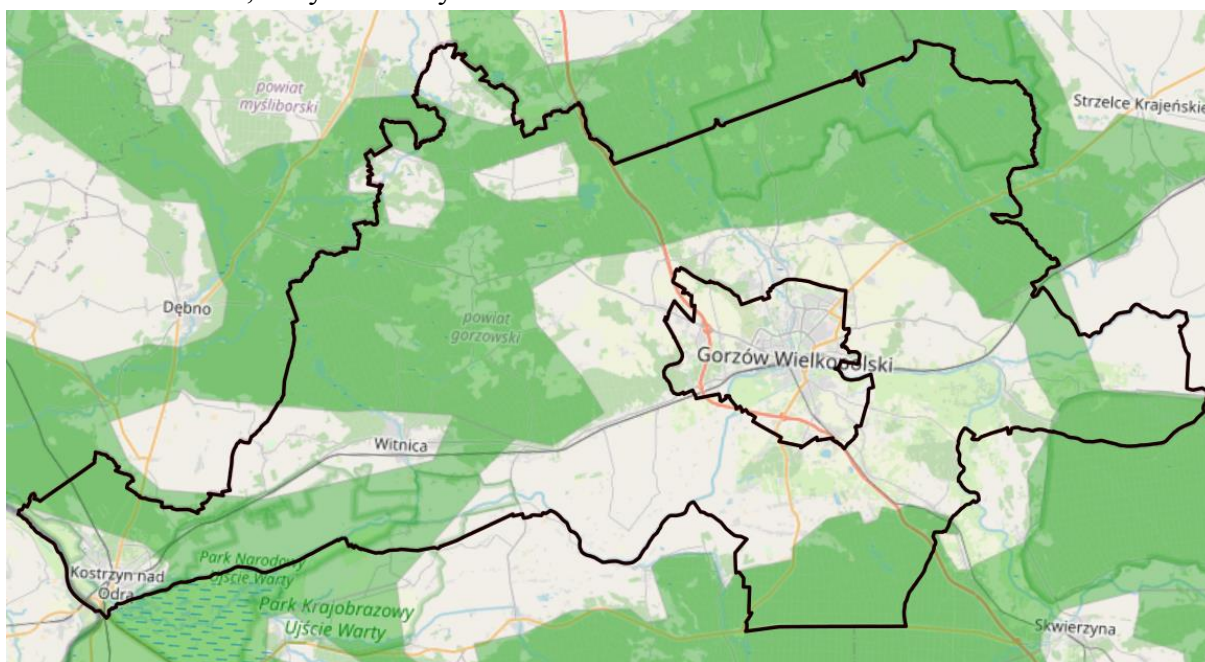 powiat
myśliborski
Strzelce Krajeńskie
Dębno
powiat
gorzowski
Gorzów Wielkopolski
Witnica
Park Narodowy
Ujście Warty
Kostrzyn nad
Odrą
Park Krajobrazowy
Ujście Warty
Skwierzyna